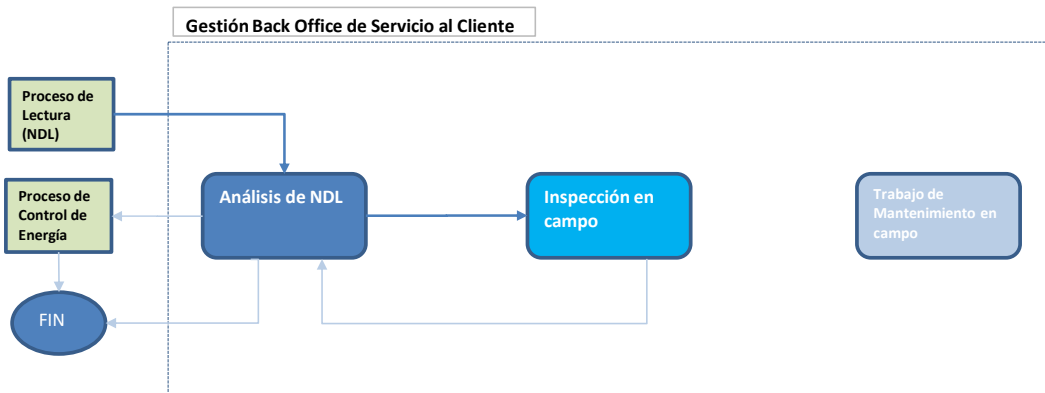 Gestión Back Office de Servicio al Cliente
Proceso de
Lectura
(NDL)
Análisis de NDL
Inspección en
campo
Trabajo de
Mantenimiento en
campo
Proceso de
Control de
Energía
FIN